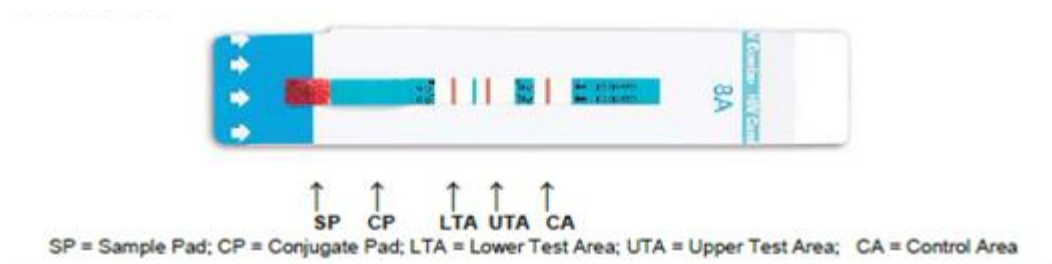 8A
SP CP LTA UTA CA
SP = Sample Pad; CP = Conjugate Pad; LTA = Lower Test Area; UTA = Upper Test Area; CA = Control Area